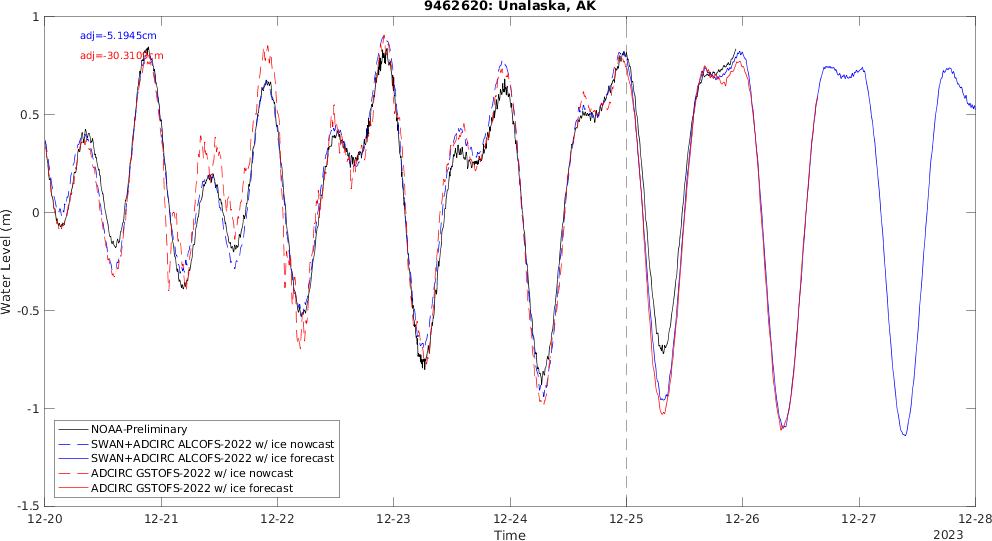 9462620: Unalaska, AK
1
adj=-5.1945cm
adj=-30.3109cm
0.5
0
-0.5
-1
-1.5
Water Level (m)
NOAA-Preliminary
SWAN+ADCIRC ALCOFS-2022 w/ ice nowcast
SWAN+ADCIRC ALCOFS-2022 w/ ice forecast
ADCIRC GSTOFS-2022 w/ ice nowcast
ADCIRC GSTOFS-2022 w/ ice forecast
12-20 12-21 12-22 12-23 12-24 12-25 12-26 12-27 12-28
Time
2023